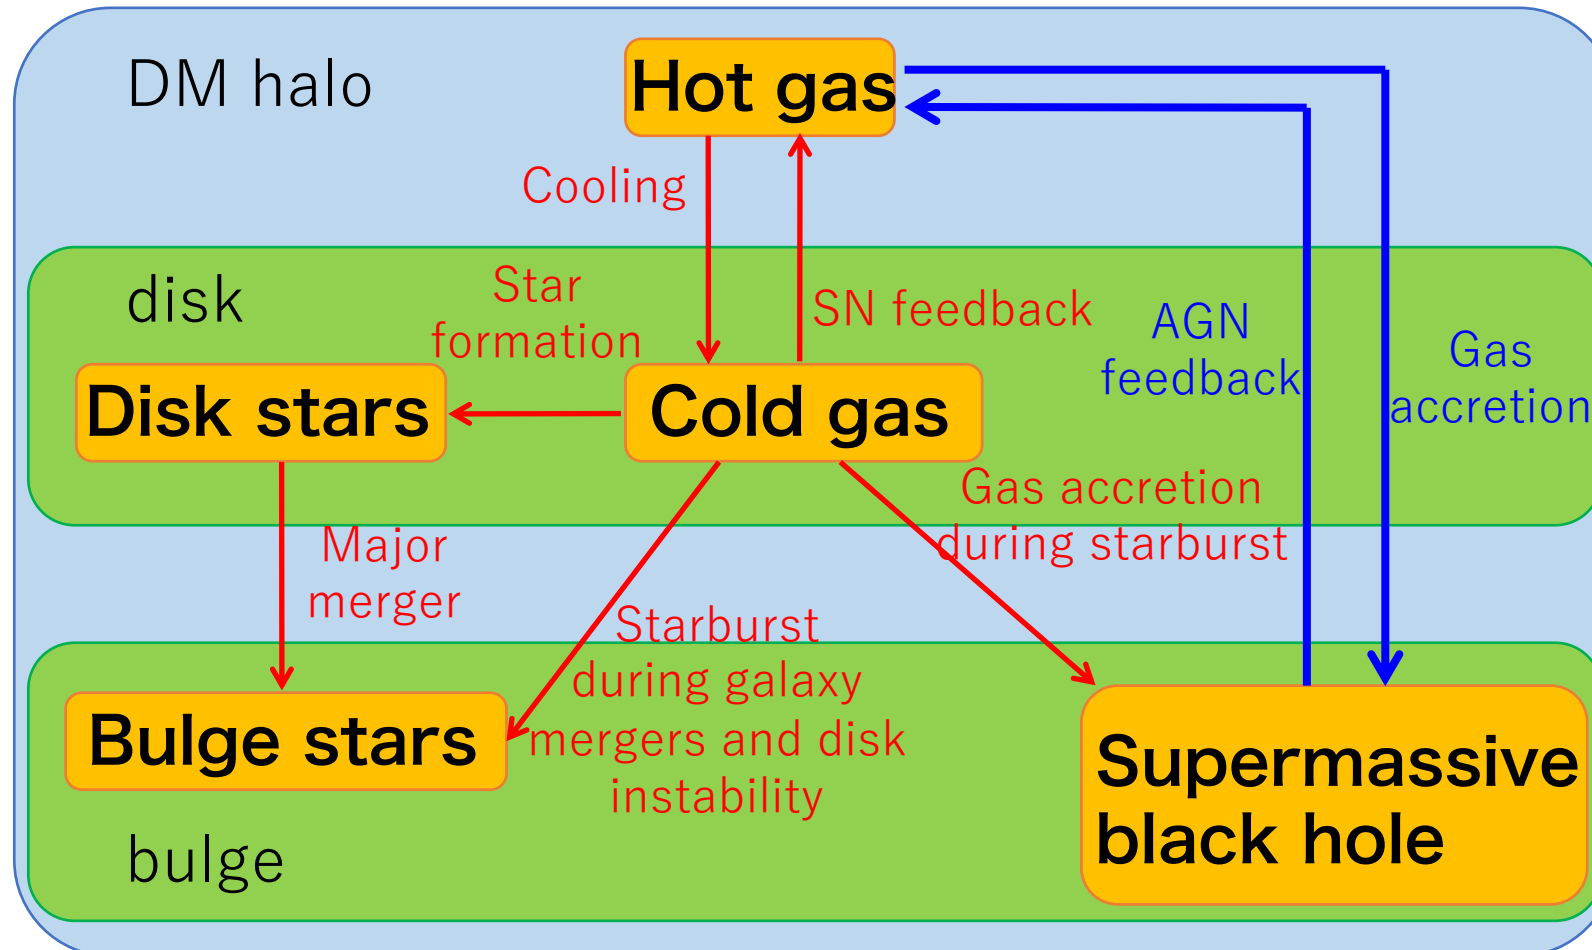 DM halo
Hot gas
Cooling
disk
Star
formation
SN feedback
AGN
feedback
Gas
accretion
Disk stars
Cold gas
Gas accretion
during starburst
Major
merger
Starburst
during galaxy
mergers and disk
instability
Bulge stars
Supermassive
black hole
bulge